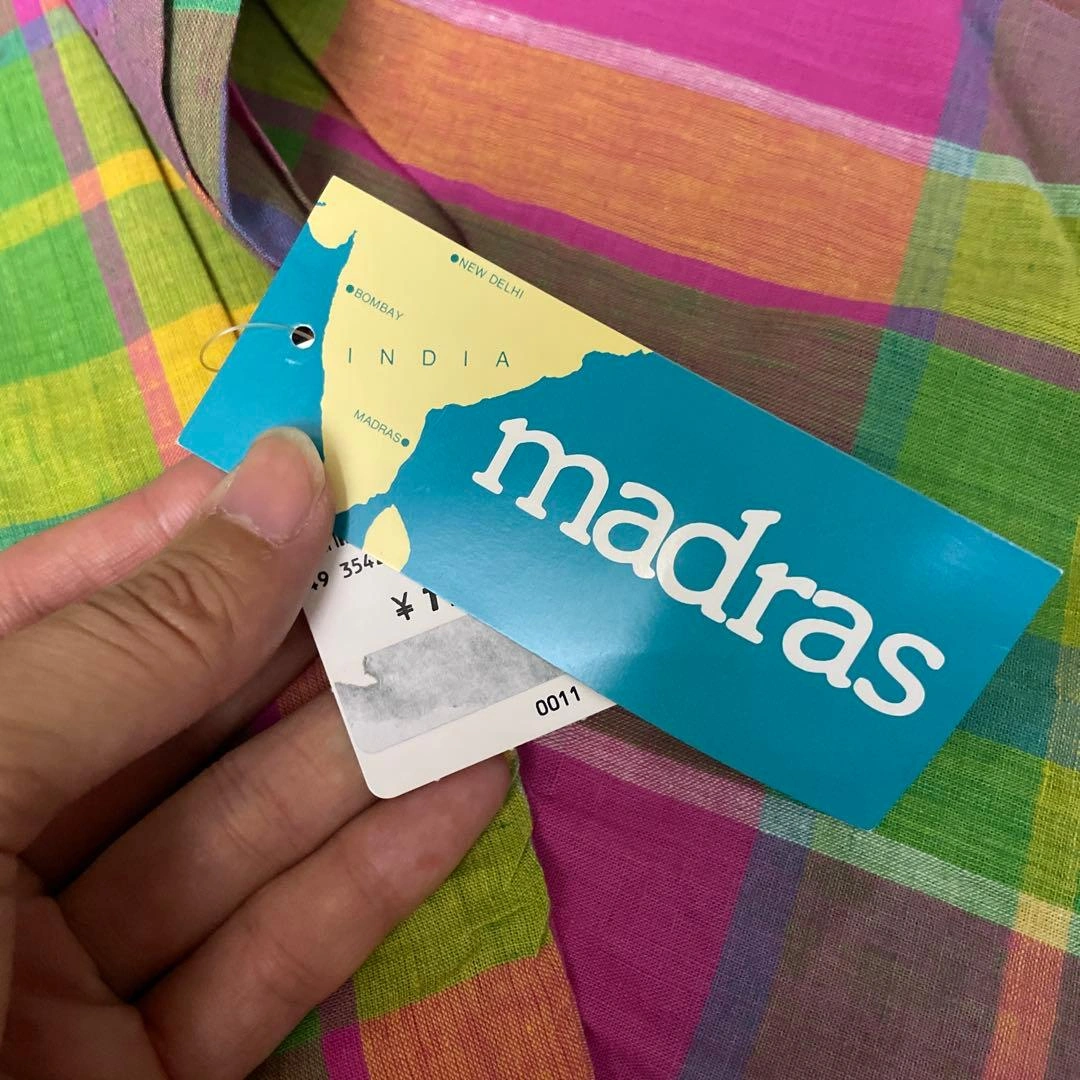 NEW DELHI
BOMBAY
INDIA
MADRAS
madras
¥
0011